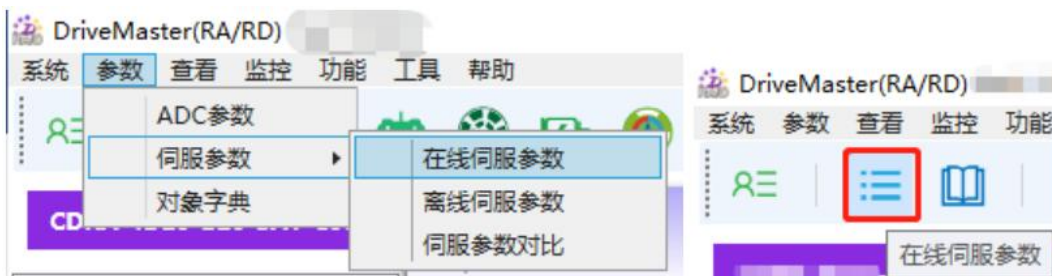 DriveMaster(RA/RD)
系统 参数 查看 监控 功能 工具 帮助
ADC参数
伺服参数
对象字典
在线伺服参数
离线伺服参数
伺服参数对比
DriveMaster(RA/RD)
系统 参数 查看 监控 功能
在线伺服参数